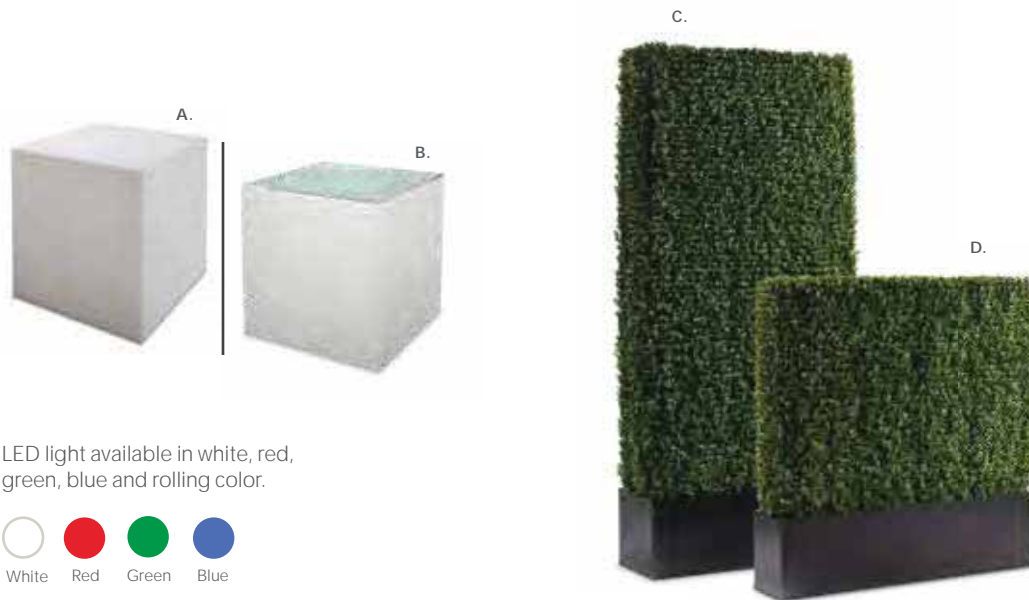 A.
B.
C.
D.
LED light available in white, red,
green, blue and rolling color.
White Red Green Blue